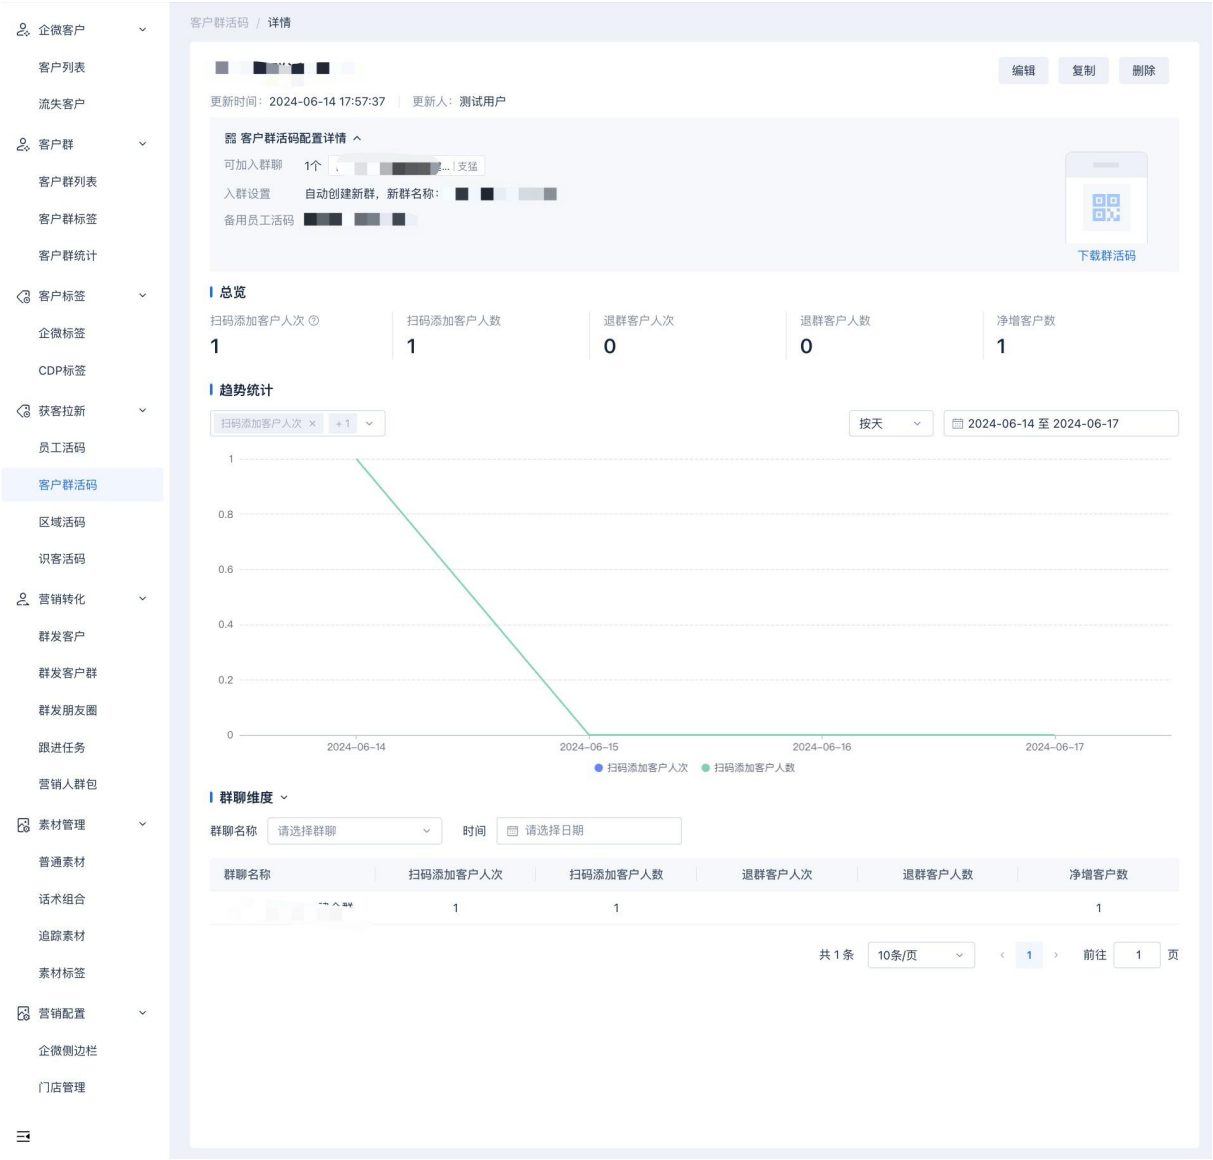 企微客户
客户列表
流失客户
客户群
客户群列表
客户群标签
客户群统计
客户标签
企微标签
CDP标签
获客拉新
员工活码
客户群活码
区域活码
识客活码
营销转化
群发客户
群发客户群
群发朋友圈
跟进任务
营销人群包
素材管理
普通素材
话术组合
追踪素材
素材标签
营销配置
企微侧边栏
门店管理
客户群活码 / 详情
编辑 复制 删除
更新时间：2024-06-14 17:57:37 更新人：测试用户
客户群活码配置详情
可加入群聊 1个 ... | 支猛
入群设置 自动创建新群，新群名称：
备用员工活码
下载群活码
总览
扫码添加客户人次 扫码添加客户人数 退群客户人次 退群客户人数 净增客户数
1 1 0 0 1
趋势统计
扫码添加客户人次 × + 1 按天 2024-06-14 至 2024-06-17
1
0.8
0.6
0.4
0.2
0
2024-06-14 2024-06-15 2024-06-16 2024-06-17
扫码添加客户人次 扫码添加客户人数
群聊维度
群聊名称 请选择群聊 时间 请选择日期
群聊名称 扫码添加客户人次 扫码添加客户人数 退群客户人次 退群客户人数 净增客户数
1 1 1
共 1 条 10条/页 ‹ 1 › 前往 1 页